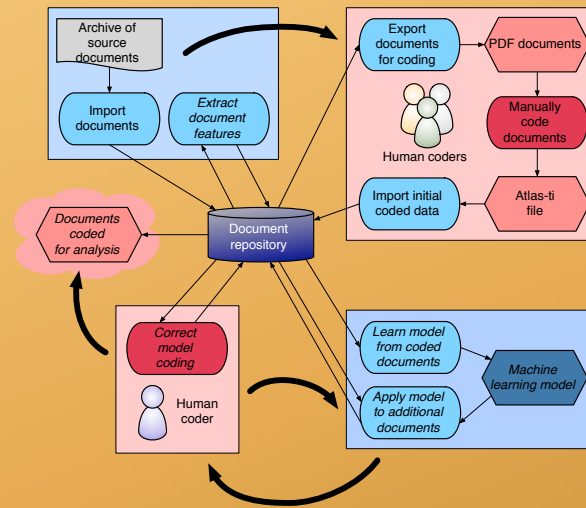 Archive of
source
documents
Import
documents
Extract
document
features
Export
documents
for coding
PDF documents
Human coders
Manually
code
documents
Import initial
coded data
Atlas-ti
file
Documents
coded
for analysis
Document
repository
Correct
model
coding
Human
coder
Learn model
from coded
documents
Apply model
to additional
documents
Machine
learning model